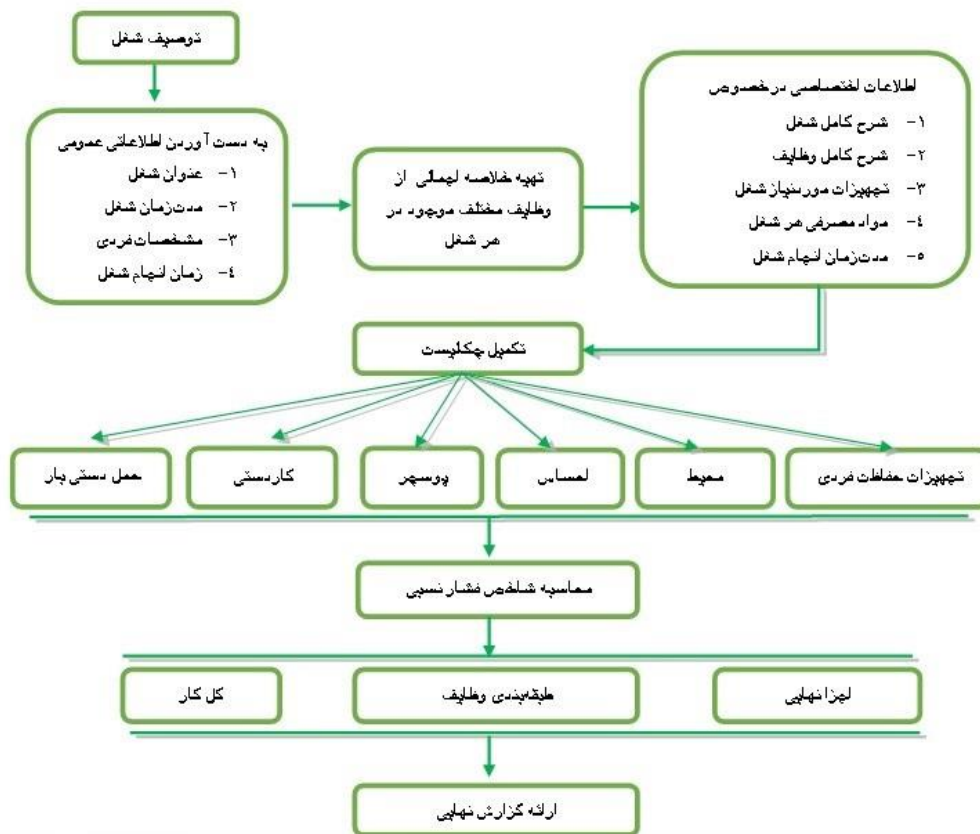 توصیف شغل
به دست آوردن اطلاعاتی عمومی
۱- عنوان شغل
۲- مدت‌زمان شغل
۳- مشخصات فردی
۴- زمان انجام شغل
تهیه خلاصه اجمالی از
وظایف مختلف موجود در
هر شغل
اطلاعات اختصاصی در خصوص
۱- شرح کامل شغل
۲- شرح کامل وظایف
۳- تجهیزات موردنیاز شغل
۴- مواد مصرفی هر شغل
۵- مدت‌زمان انجام شغل
تکمیل چک‌لیست
تجهیزات حفاظت فردی
محیط
احساس
پوسچر
کار دستی
حمل دستی بار
محاسبه شاخص فشار نسبی
اجزا نهایی
طبقه‌بندی وظایف
کل کار
ارائه گزارش نهایی